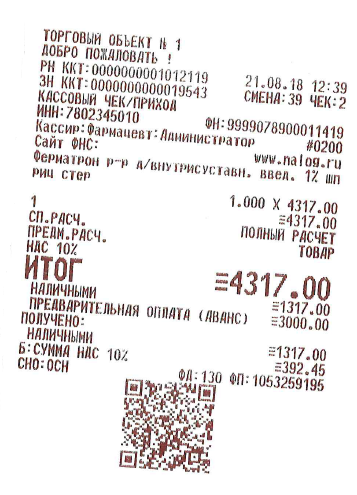 ТОРГОВЫЙ ОБЪЕКТ № 1
ДОБРО ПОЖАЛОВАТЬ !
РН ККТ:0000000001012119 21.08.18 12:39
ЗН ККТ:0000000000019543 СМЕНА:39 ЧЕК:2
КАССОВЫЙ ЧЕК/ПРИХОД
ИНН:7802345010 ФН:9999078900011419
Кассир:Фармацевт:Администратор #0200
Сайт ФНС: www.nalog.ru
Ферматрон р-р д/внутрисуставн. введ. 1% шп
риц стер
1 1.000 X 4317.00
≡4317.00
СП.РАСЧ. ПОЛНЫЙ РАСЧЕТ
ПРЕДМ.РАСЧ. ТОВАР
НДС 10%
ИТОГ ≡4317.00
НАЛИЧНЫМИ ≡1317.00
ПРЕДВАРИТЕЛЬНАЯ ОПЛАТА (АВАНС) ≡3000.00
ПОЛУЧЕНО:
НАЛИЧНЫМИ ≡1317.00
Б:СУММА НДС 10% ≡392.45
СНО:ОСН ФД:130 ФП:1053259195